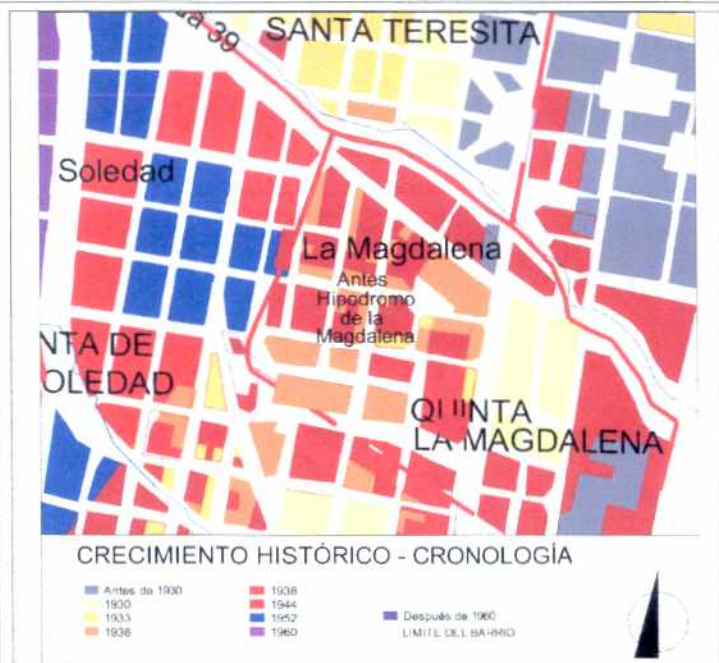 39
SANTA TERESITA
Soledad
La Magdalena
Antes
Hipodromo
de la
Magdalena
NTA DE
OLEDAD
QUINTA
LA MAGDALENA
CRECIMIENTO HISTÓRICO - CRONOLOGÍA
Antes de 1930
1930
1933
1936
1938
1944
1952
1960
Después de 1960
LIMITE DEL BARRIO